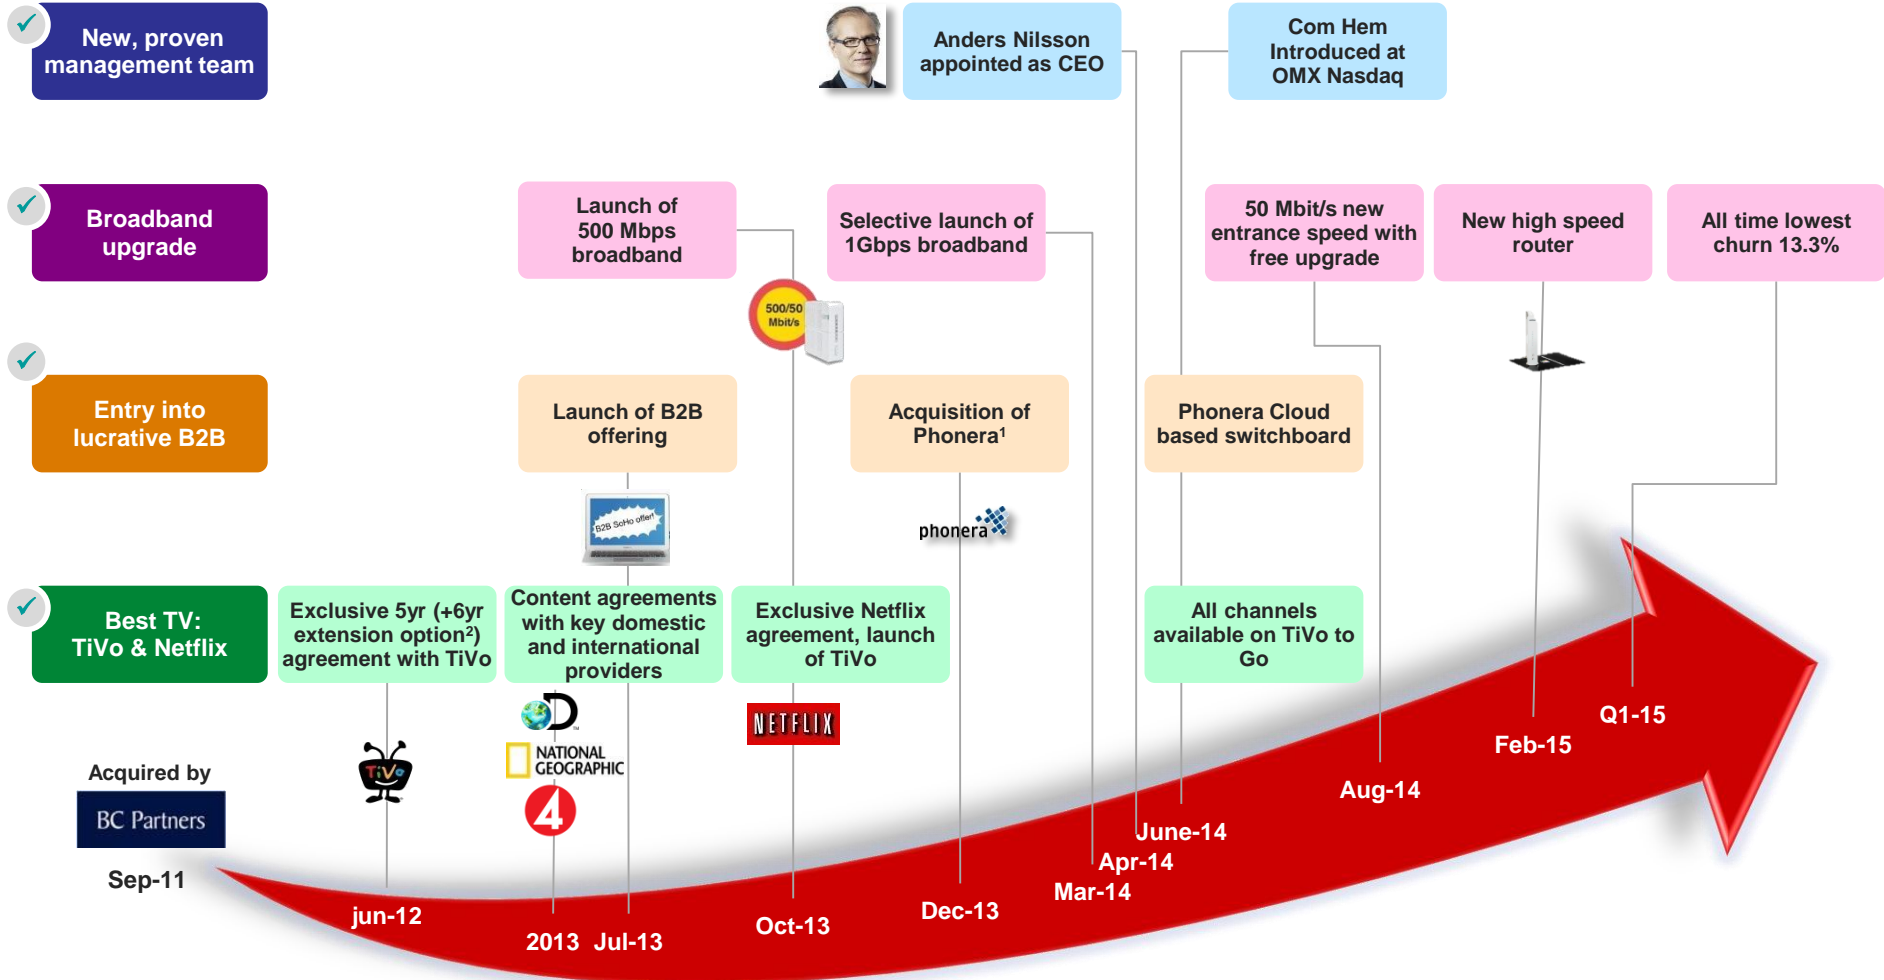 New, proven
management team
Anders Nilsson
appointed as CEO
Com Hem
Introduced at
OMX Nasdaq
Broadband
upgrade
Launch of
500 Mbps
broadband
Selective launch of
1Gbps broadband
50 Mbit/s new
entrance speed with
free upgrade
New high speed
router
All time lowest
churn 13.3%
500/50
Mbit/s
Entry into
lucrative B2B
Launch of B2B
offering
Acquisition of
Phonera¹
Phonera Cloud
based switchboard
B2B SoHo offer!
phonera
Best TV:
TiVo & Netflix
Exclusive 5yr (+6yr
extension option²)
agreement with TiVo
Content agreements
with key domestic
and international
providers
Exclusive Netflix
agreement, launch
of TiVo
All channels
available on TiVo to
Go
TiVo
D
NATIONAL
GEOGRAPHIC
4
NETFLIX
Acquired by
BC Partners
Sep-11
jun-12
2013
Jul-13
Oct-13
Dec-13
Mar-14
Apr-14
June-14
Aug-14
Feb-15
Q1-15